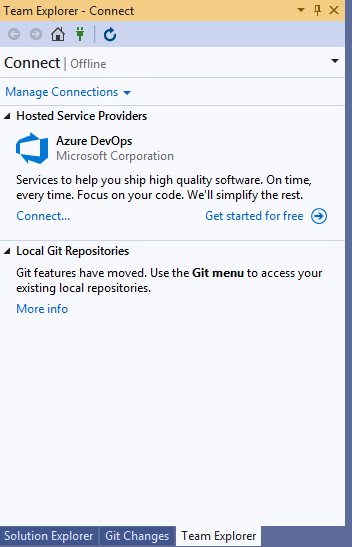 Team Explorer - Connect
Connect | Offline
Manage Connections
Hosted Service Providers
Azure DevOps
Microsoft Corporation
Services to help you ship high quality software. On time,
every time. Focus on your code. We'll simplify the rest.
Connect... Get started for free
Local Git Repositories
Git features have moved. Use the Git menu to access your
existing local repositories.
More info
Solution Explorer Git Changes Team Explorer